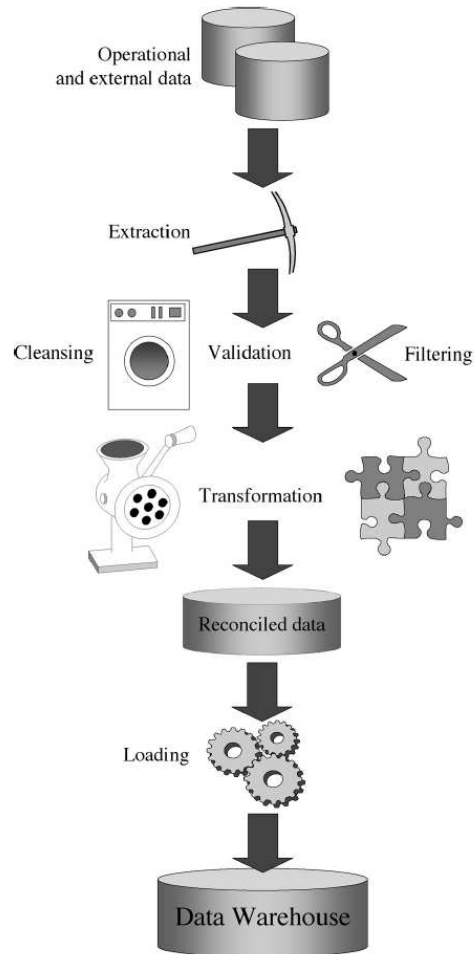 Operational
and external data
Extraction
Cleansing
Validation
Filtering
Transformation
Reconciled data
Loading
Data Warehouse